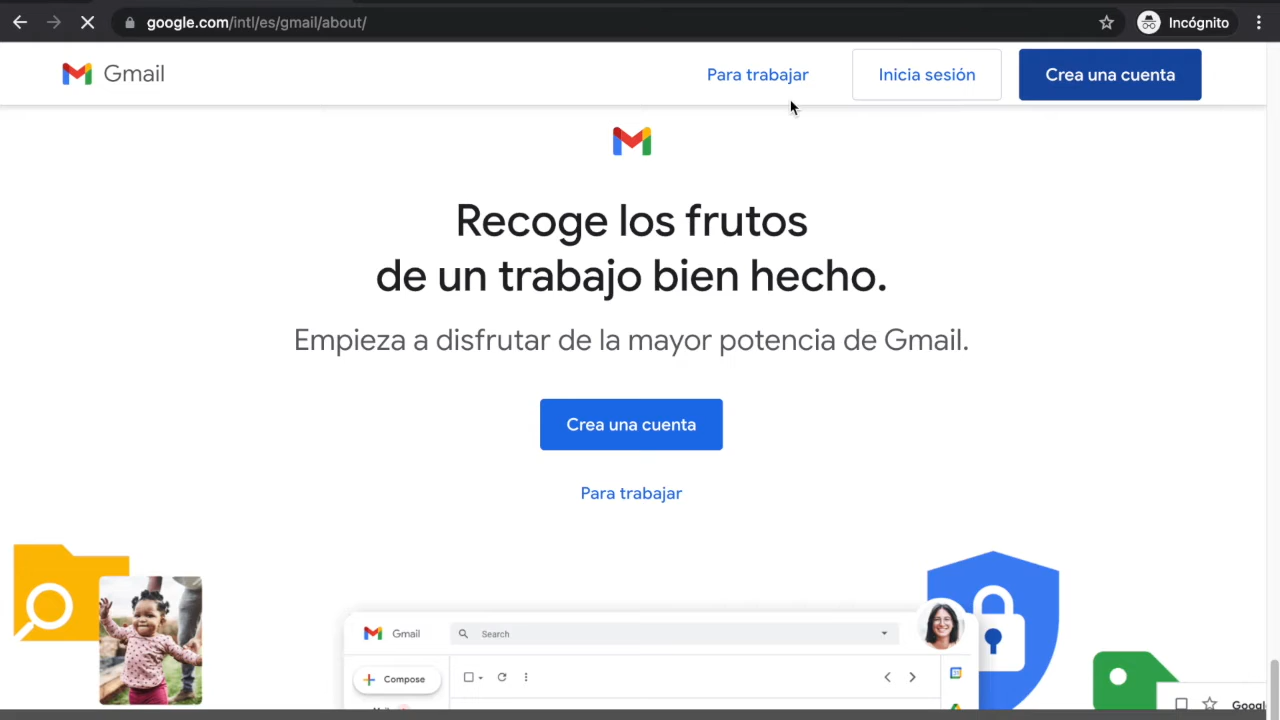 google.com/intl/es/gmail/about/
Incógnito
Gmail
Para trabajar
Inicia sesión
Crea una cuenta
Recoge los frutos
de un trabajo bien hecho.
Empieza a disfrutar de la mayor potencia de Gmail.
Crea una cuenta
Para trabajar
Gmail
Search
Compose